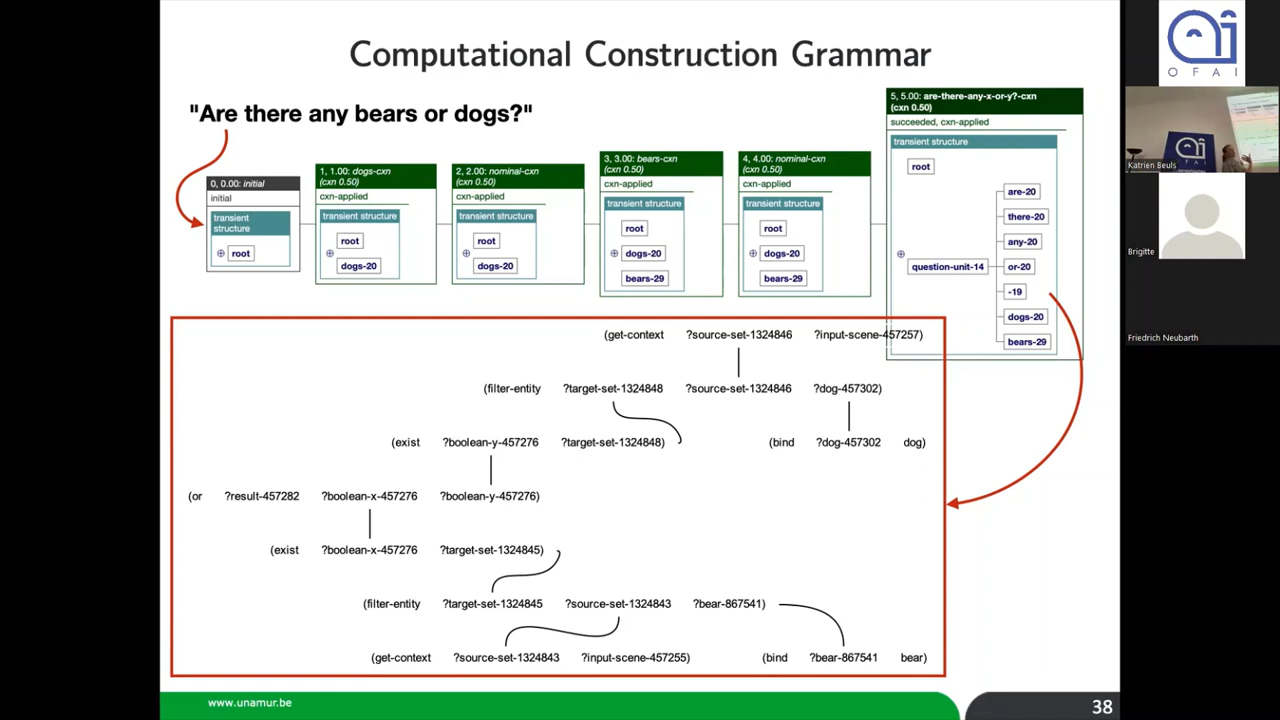 Computational Construction Grammar
"Are there any bears or dogs?"
0, 0.00: initial
initial
transient structure
root
1, 1.00: dogs-cxn
(cxn 0.50)
cxn-applied
transient structure
root
dogs-20
2, 2.00: nominal-cxn
(cxn 0.50)
cxn-applied
transient structure
root
dogs-20
3, 3.00: bears-cxn
(cxn 0.50)
cxn-applied
transient structure
root
dogs-20
bears-29
4, 4.00: nominal-cxn
(cxn 0.50)
cxn-applied
transient structure
root
dogs-20
bears-29
5, 5.00: are-there-any-x-or-y?-cxn
(cxn 0.50)
succeeded, cxn-applied
transient structure
root
question-unit-14
are-20
there-20
any-20
or-20
-19
dogs-20
bears-29
(get-context ?source-set-1324846 ?input-scene-457257)
(filter-entity ?target-set-1324848 ?source-set-1324846 ?dog-457302)
(exist ?boolean-y-457276 ?target-set-1324848) (bind ?dog-457302 dog)
(or ?result-457282 ?boolean-x-457276 ?boolean-y-457276)
(exist ?boolean-x-457276 ?target-set-1324845)
(filter-entity ?target-set-1324845 ?source-set-1324843 ?bear-867541)
(get-context ?source-set-1324843 ?input-scene-457255) (bind ?bear-867541 bear)
www.unamur.be
38
OFAI
Katrien Beuls
Brigitte
Friedrich Neubarth